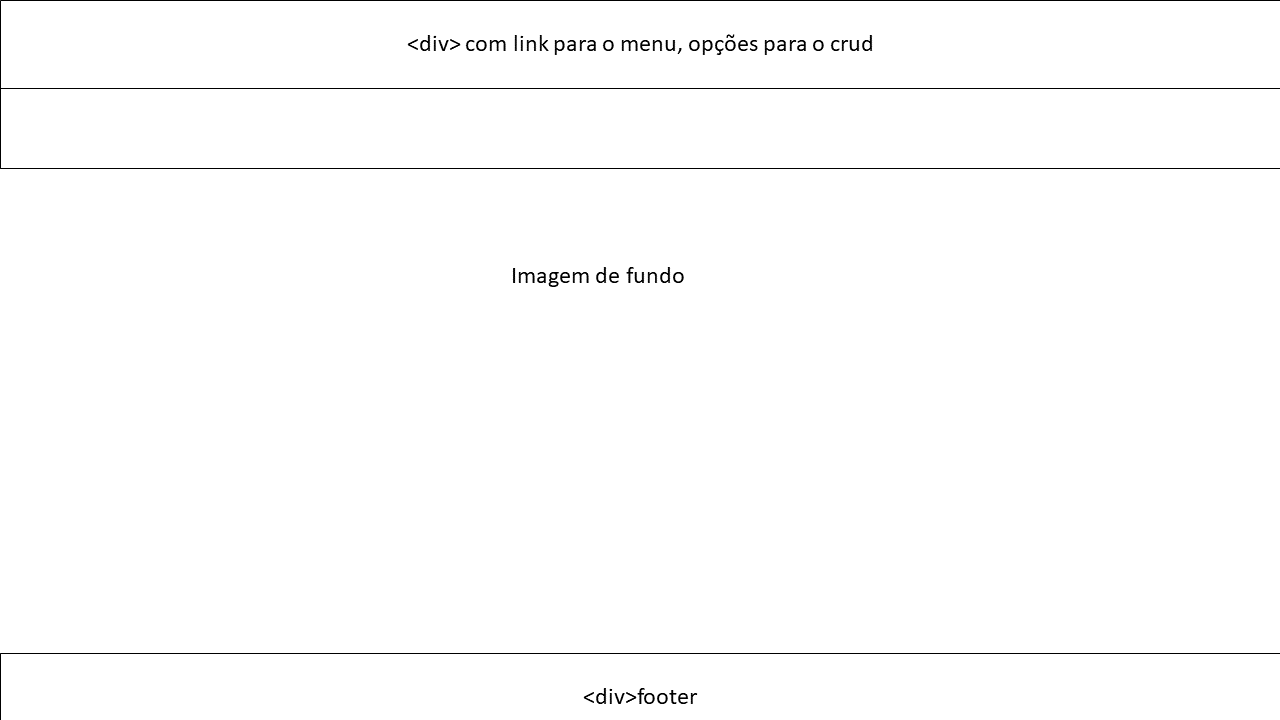 <div> com link para o menu, opções para o crud
Imagem de fundo
<div>footer